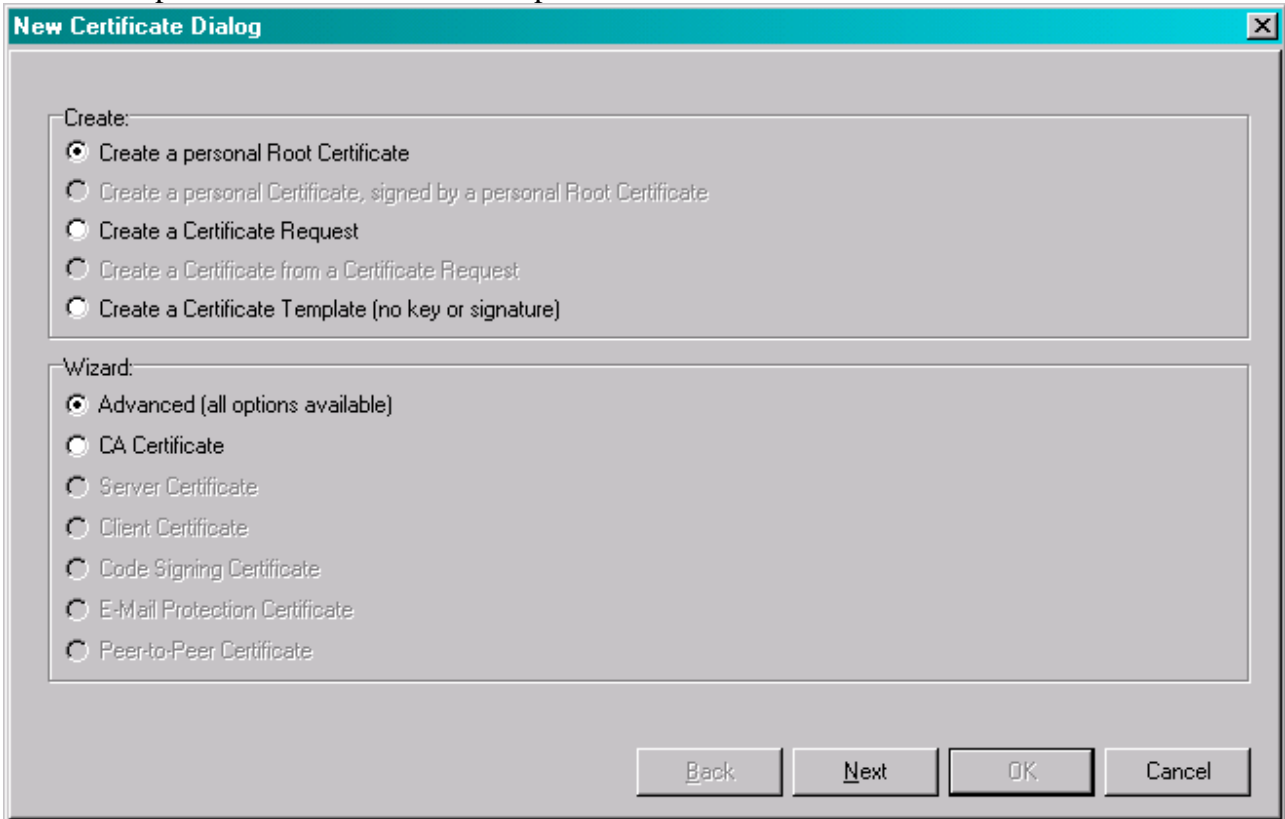 New Certificate Dialog
Create:
Create a personal Root Certificate
Create a personal Certificate, signed by a personal Root Certificate
Create a Certificate Request
Create a Certificate from a Certificate Request
Create a Certificate Template (no key or signature)
Wizard:
Advanced (all options available)
CA Certificate
Server Certificate
Client Certificate
Code Signing Certificate
E-Mail Protection Certificate
Peer-to-Peer Certificate
Back Next OK Cancel